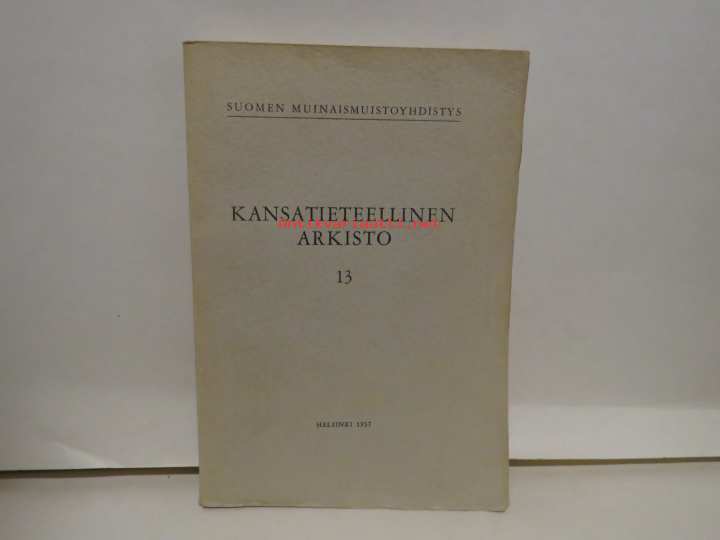 SUOMEN MUINAISMUISTOYHDISTYS
KANSATIETEELLINEN
ARKISTO
13
HELSINKI 1957